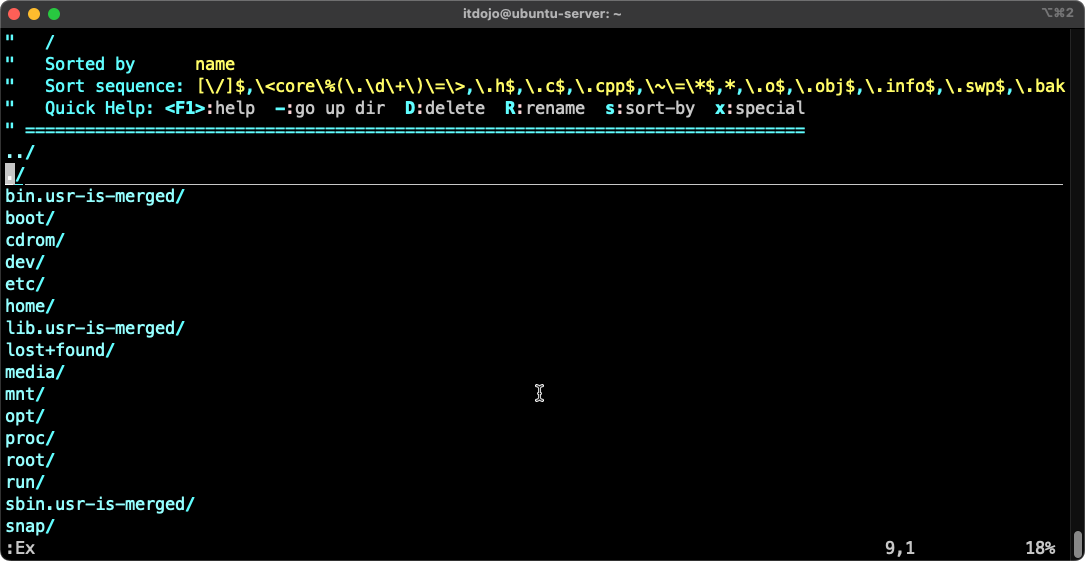 itdojo@ubuntu-server: ~ ⌥⌘2
"   /
"   Sorted by      name
"   Sort sequence: [\/]$,\<core\%(\.\d\+\)\=\>,\.h$,\.c$,\.cpp$,\~\=\*$,*,\.o$,\.obj$,\.info$,\.swp$,\.bak
"   Quick Help: <F1>:help  -:go up dir  D:delete  R:rename  s:sort-by  x:special
" ==============================================================================
../
./
bin.usr-is-merged/
boot/
cdrom/
dev/
etc/
home/
lib.usr-is-merged/
lost+found/
media/
mnt/
opt/
proc/
root/
run/
sbin.usr-is-merged/
snap/
:Ex 9,1 18%